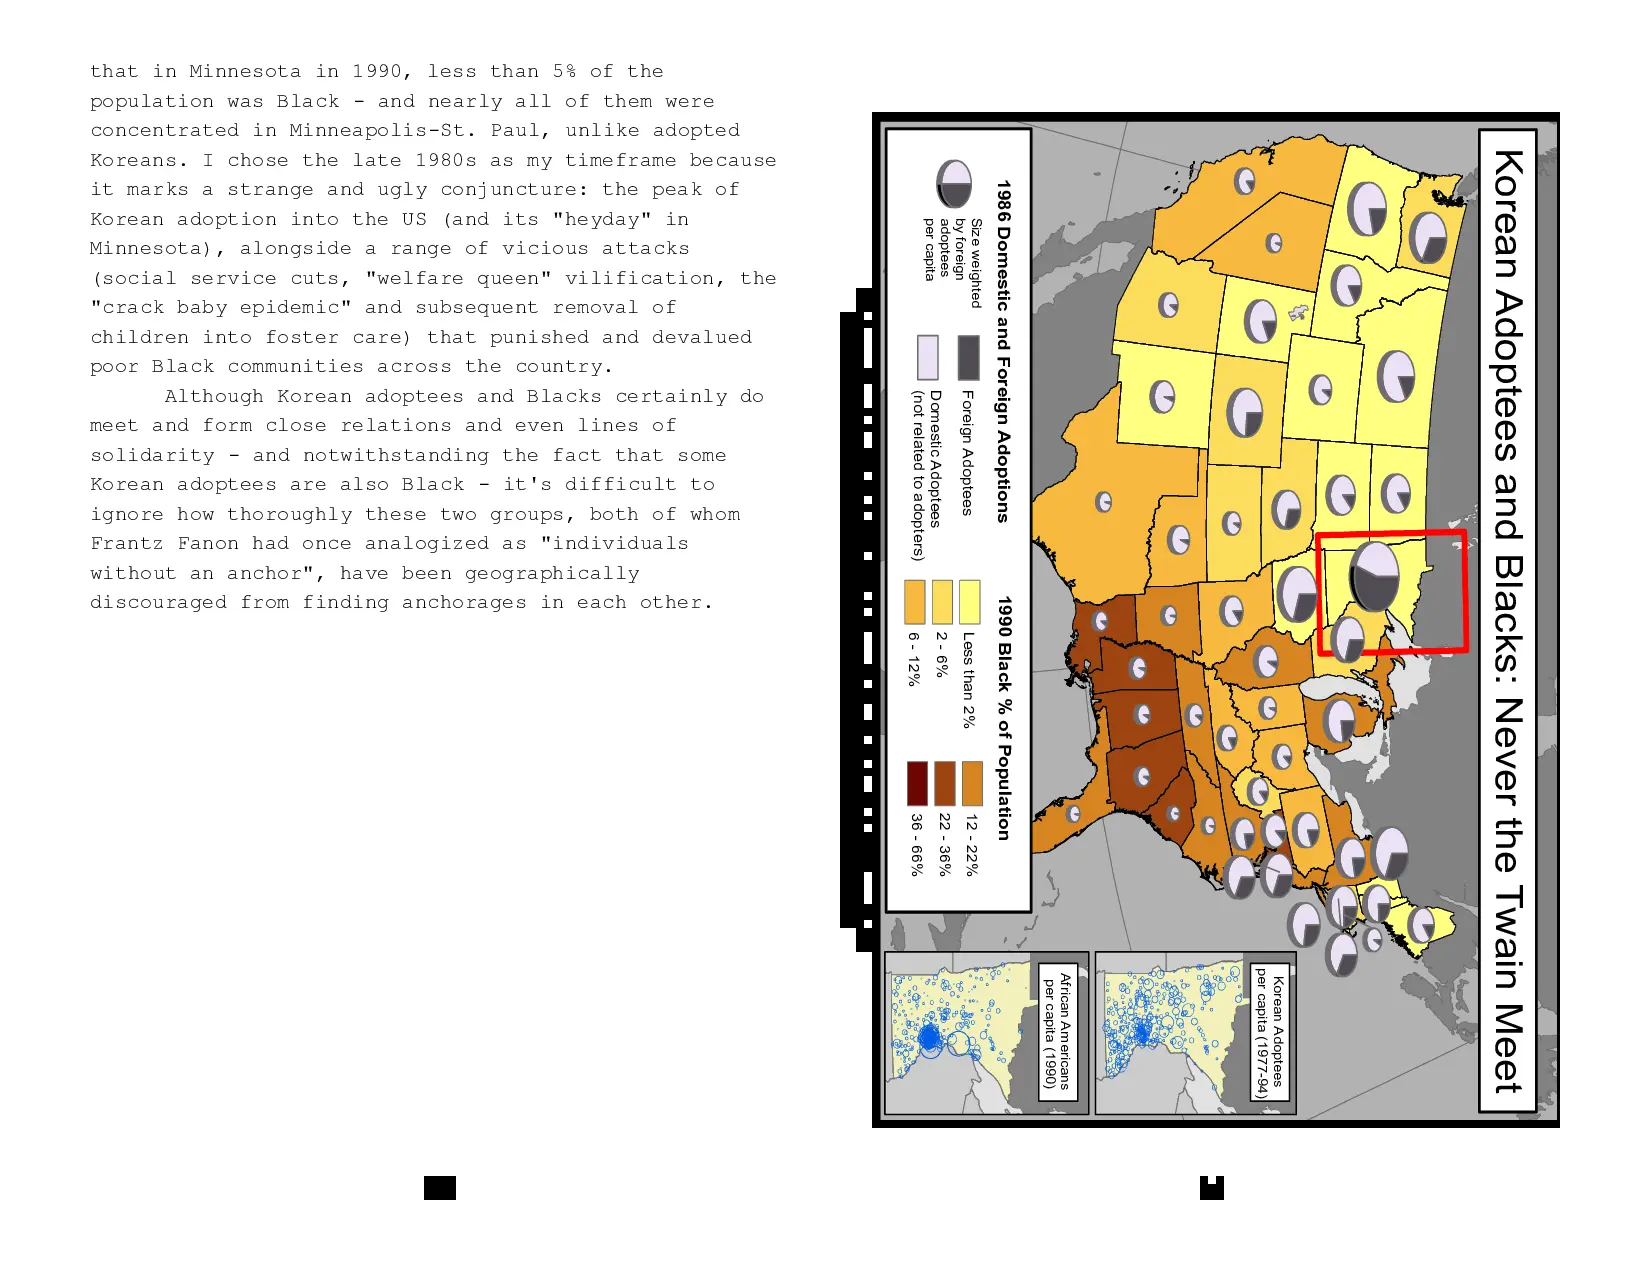 that in Minnesota in 1990, less than 5% of the
population was Black - and nearly all of them were
concentrated in Minneapolis-St. Paul, unlike adopted
Koreans. I chose the late 1980s as my timeframe because
it marks a strange and ugly conjuncture: the peak of
Korean adoption into the US (and its "heyday" in
Minnesota), alongside a range of vicious attacks
(social service cuts, "welfare queen" vilification, the
"crack baby epidemic" and subsequent removal of
children into foster care) that punished and devalued
poor Black communities across the country.
Although Korean adoptees and Blacks certainly do
meet and form close relations and even lines of
solidarity - and notwithstanding the fact that some
Korean adoptees are also Black - it's difficult to
ignore how thoroughly these two groups, both of whom
Frantz Fanon had once analogized as "individuals
without an anchor", have been geographically
discouraged from finding anchorages in each other.
Korean Adoptees and Blacks: Never the Twain Meet
1986 Domestic and Foreign Adoptions
Size weighted
by foreign
adoptees
per capita
Foreign Adoptees
Domestic Adoptees
(not related to adopters)
1990 Black % of Population
Less than 2%
2 - 6%
6 - 12%
12 - 22%
22 - 36%
36 - 66%
Korean Adoptees
per capita (1977-94)
African Americans
per capita (1990)